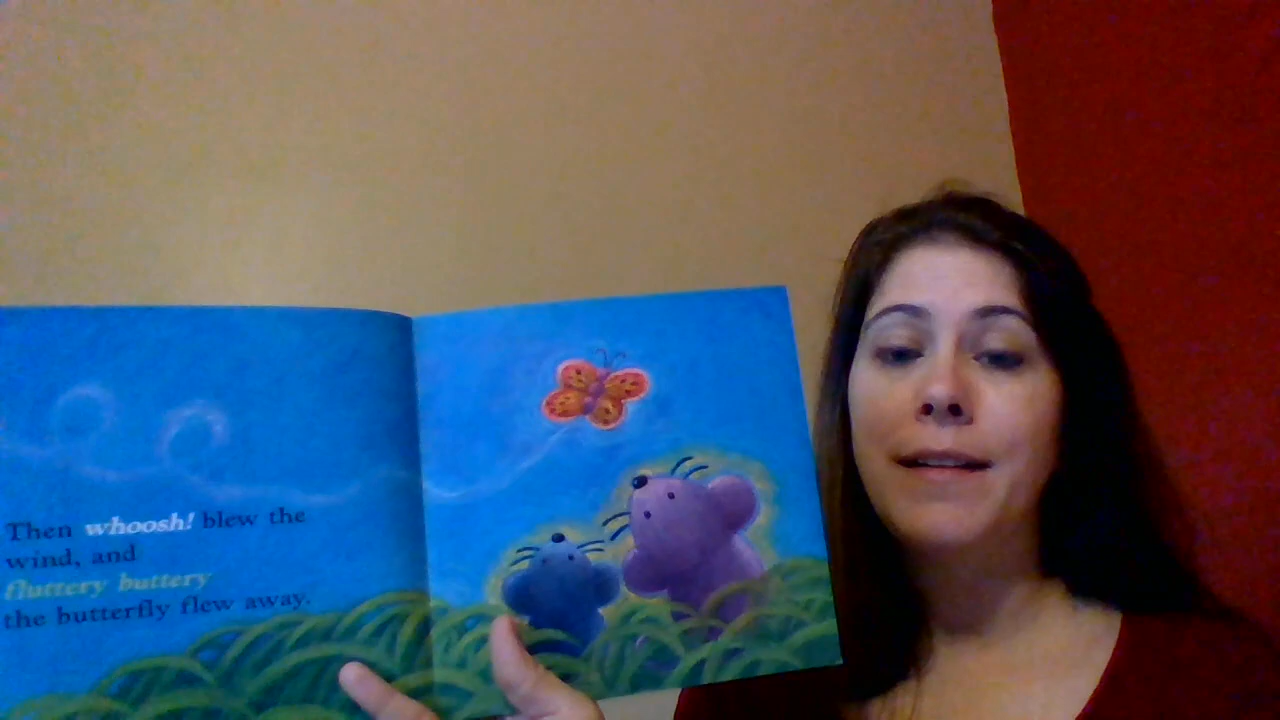 Then whoosh! blew the
wind, and
fluttery buttery
the butterfly flew away.